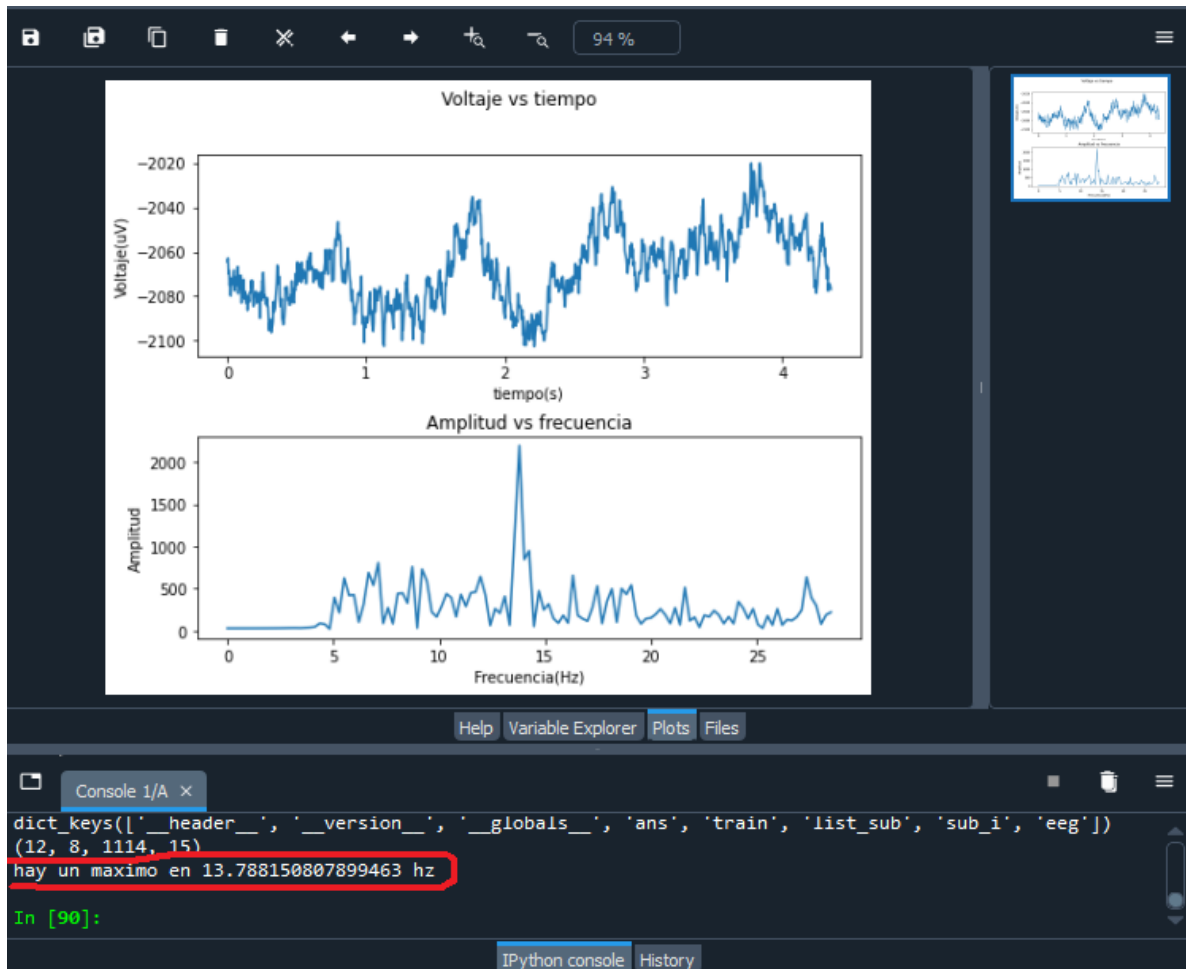 94 %
Voltaje vs tiempo
−2020
−2040
−2060
−2080
−2100
Voltaje(uV)
0 1 2 3 4
tiempo(s)
Amplitud vs frecuencia
2000
1500
1000
500
0
Amplitud
0 5 10 15 20 25
Frecuencia(Hz)
Help Variable Explorer Plots Files
Console 1/A ×
dict_keys(['__header__', '__version__', '__globals__', 'ans', 'train', 'list_sub', 'sub_i', 'eeg'])
(12, 8, 1114, 15)
hay un maximo en 13.788150807899463 hz
In [90]:
IPython console History